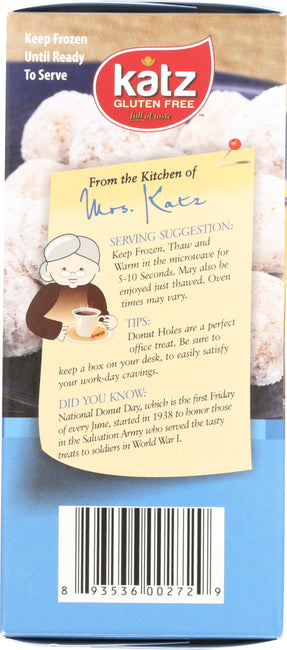 Keep Frozen
Until Ready
To Serve
katz
GLUTEN FREE
full of taste
™
From the Kitchen of
Mrs. Katz
SERVING SUGGESTION:
Keep Frozen. Thaw and
Warm in the microwave for
5-10 Seconds. May also be
enjoyed just thawed. Oven
times may vary.
TIPS:
Donut Holes are a perfect
office treat. Be sure to
keep a box on your desk, to easily satisfy
your work-day cravings.
DID YOU KNOW:
National Donut Day, which is the first Friday
of every June, started in 1938 to honor those
in the Salvation Army who served the tasty
treats to soldiers in World War I.
8 93536 00272 9